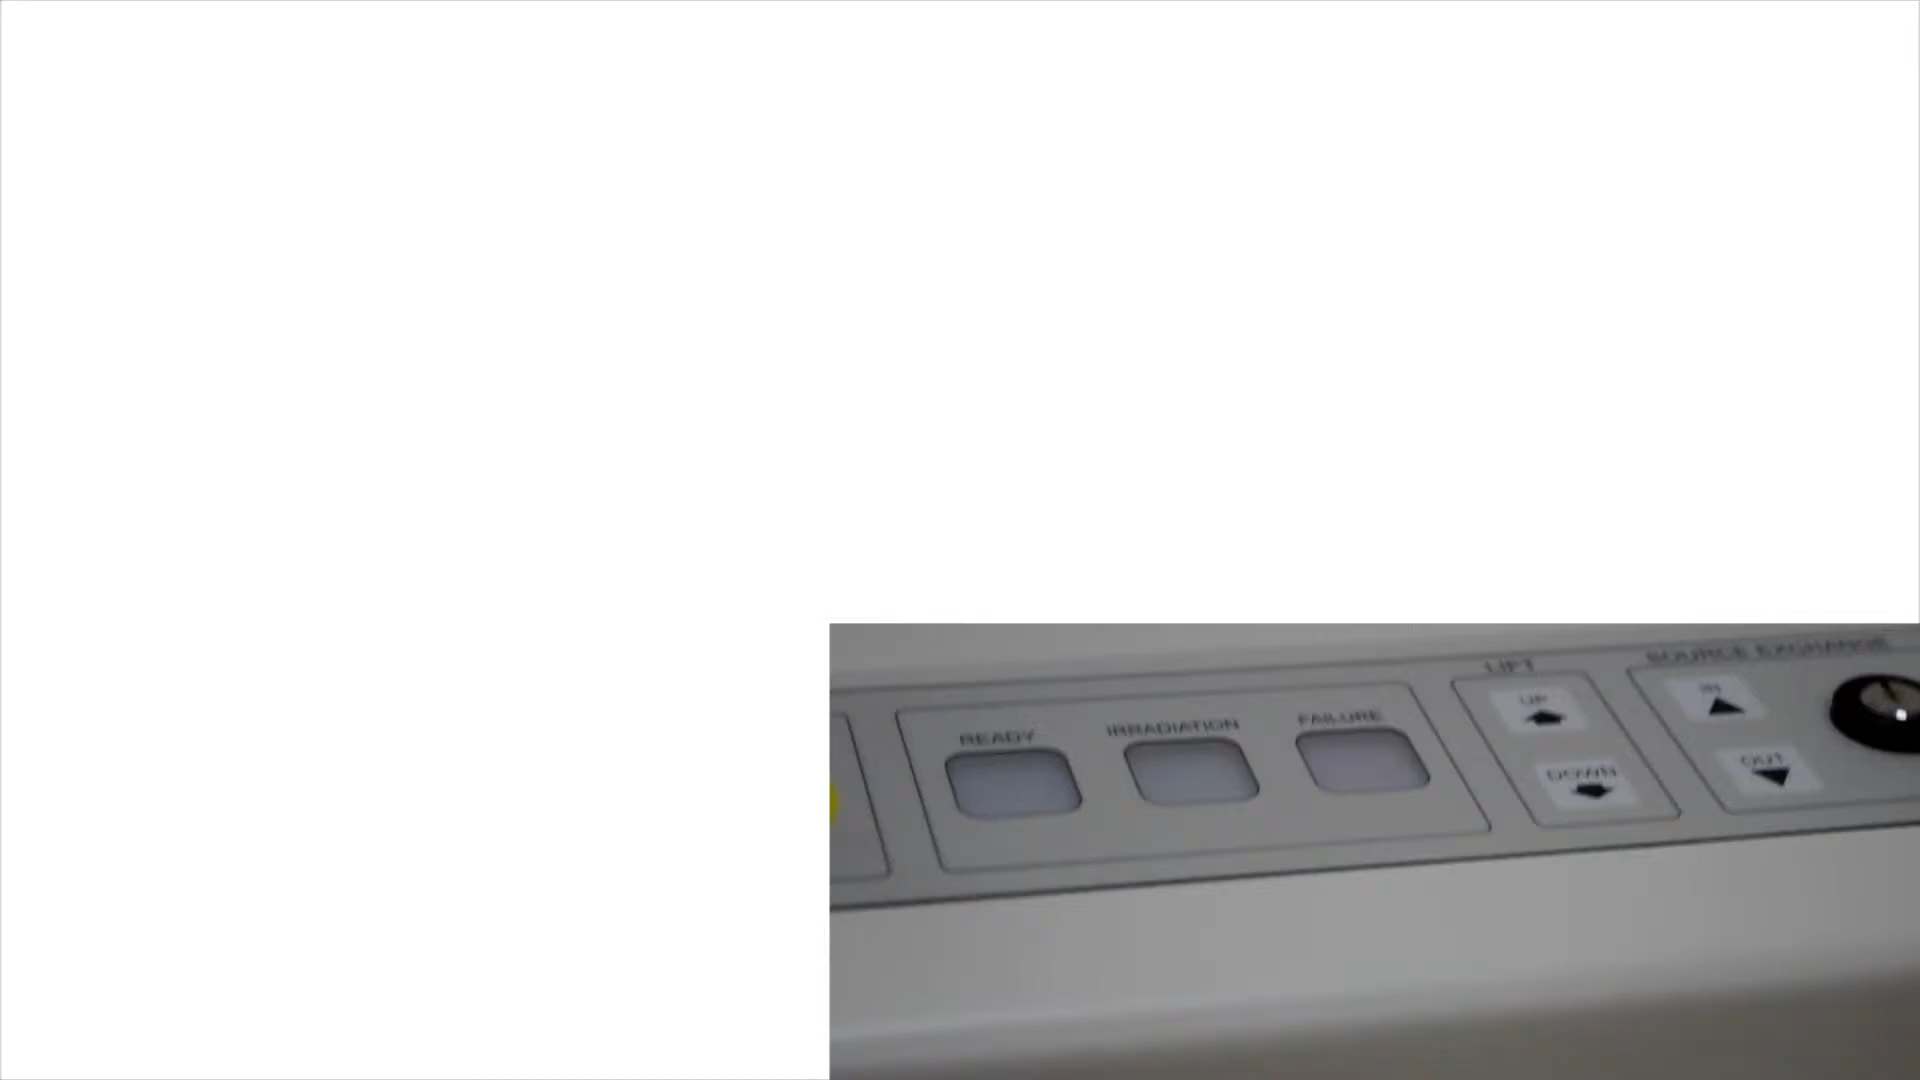 READY
IRRADIATION
FAILURE
LIFT
UP
DOWN
SOURCE EXCHANGE
IN
OUT